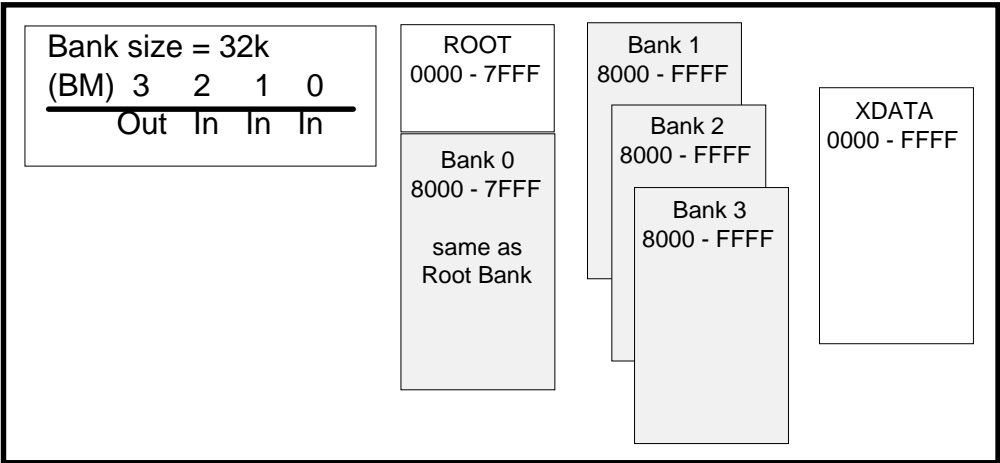 Bank size = 32k
(BM) 3 2 1 0
Out In In In
ROOT
0000 - 7FFF
Bank 0
8000 - 7FFF
same as
Root Bank
Bank 1
8000 - FFFF
Bank 2
8000 - FFFF
Bank 3
8000 - FFFF
XDATA
0000 - FFFF